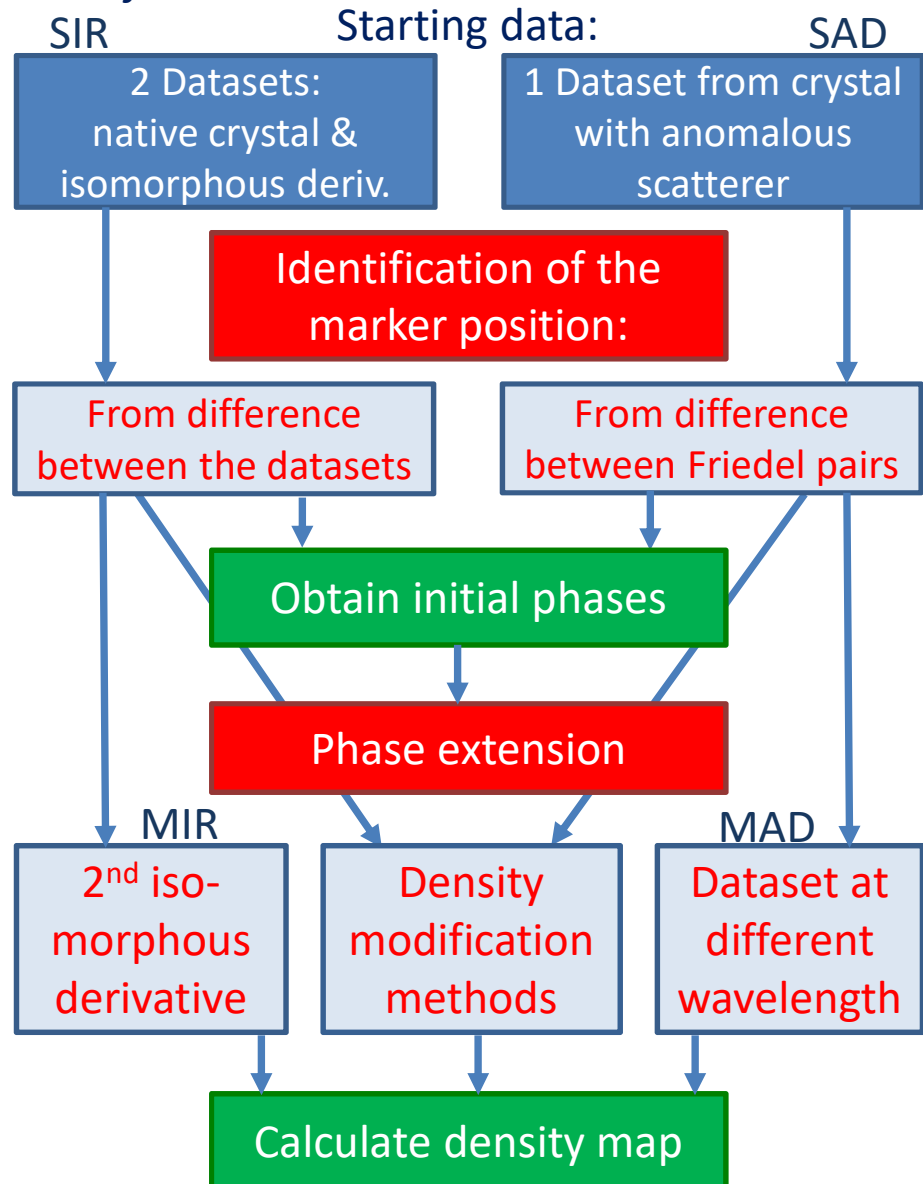 Starting data:
SIR
SAD
2 Datasets:
native crystal &
isomorphous deriv.
1 Dataset from crystal
with anomalous
scatterer
Identification of the
marker position:
From difference
between the datasets
From difference
between Friedel pairs
Obtain initial phases
Phase extension
MIR
MAD
2nd iso-
morphous
derivative
Density
modification
methods
Dataset at
different
wavelength
Calculate density map